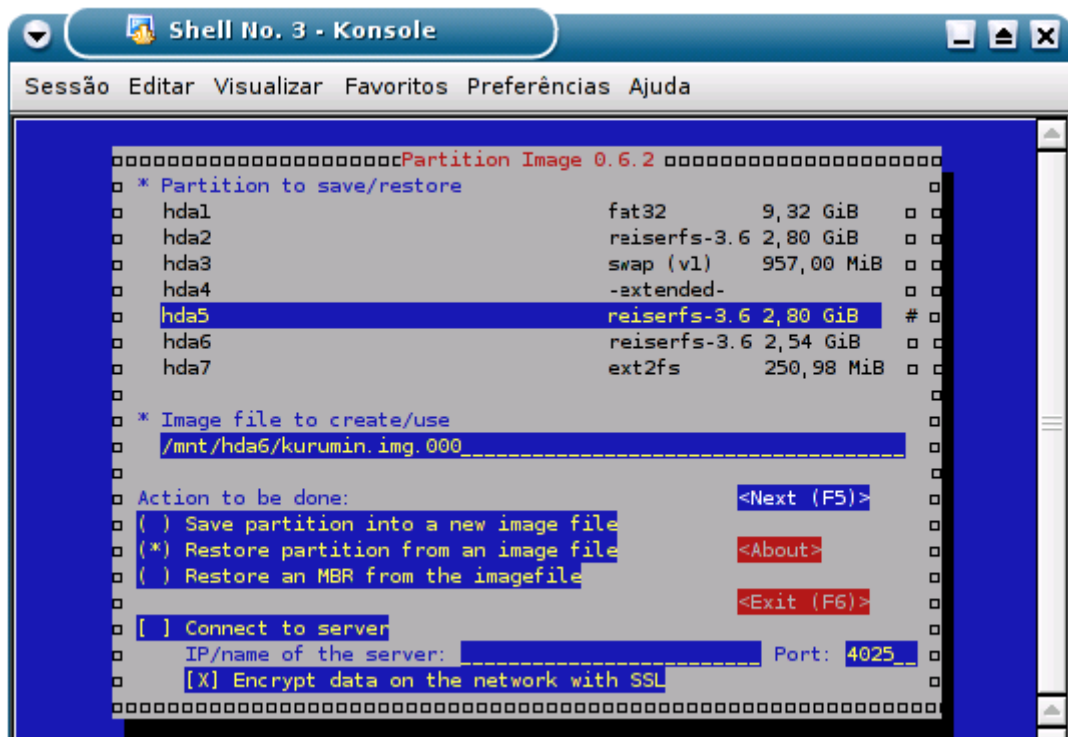 Shell No. 3 - Konsole
Sessão Editar Visualizar Favoritos Preferências Ajuda
Partition Image 0.6.2
* Partition to save/restore
hda1 fat32 9,32 GiB
hda2 reiserfs-3.6 2,80 GiB
hda3 swap (v1) 957,00 MiB
hda4 -extended-
hda5 reiserfs-3.6 2,80 GiB #
hda6 reiserfs-3.6 2,54 GiB
hda7 ext2fs 250,98 MiB
* Image file to create/use
/mnt/hda6/kurumin.img.000_____________________________________
Action to be done: <Next (F5)>
( ) Save partition into a new image file
(*) Restore partition from an image file <About>
( ) Restore an MBR from the imagefile
<Exit (F6)>
[ ] Connect to server
IP/name of the server: _________________________ Port: 4025__
[X] Encrypt data on the network with SSL